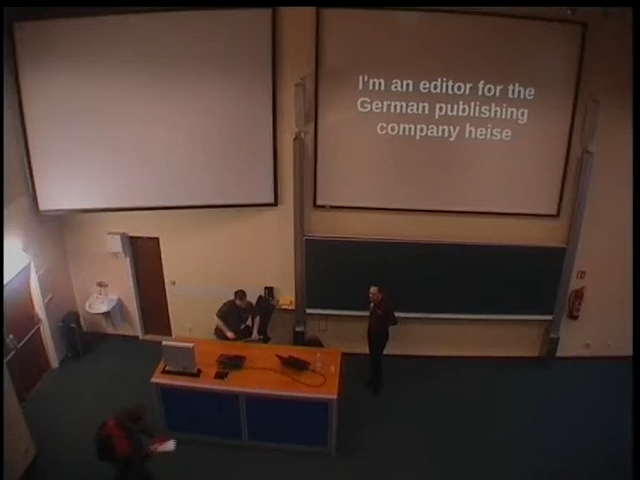 I'm an editor for the
German publishing
company heise